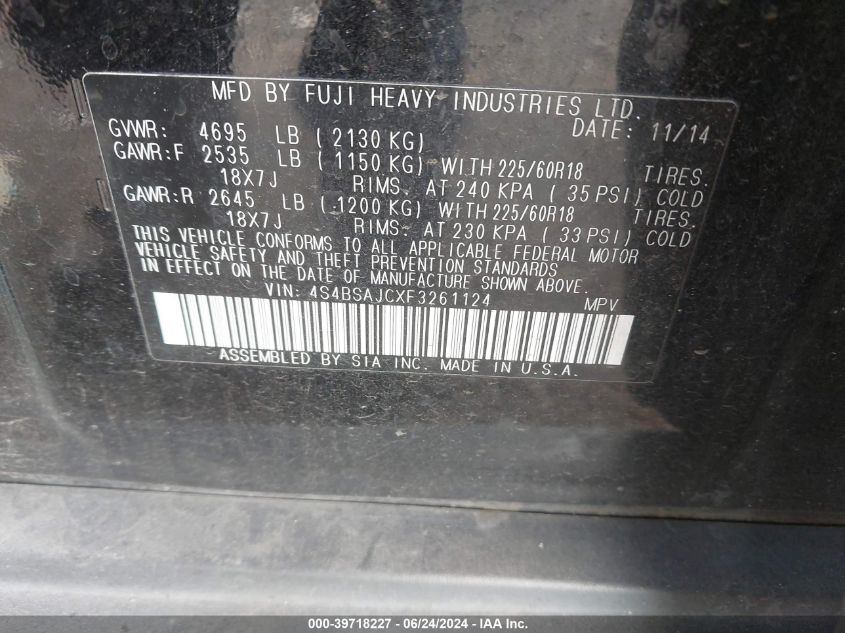 MFD BY FUJI HEAVY INDUSTRIES LTD.
GVWR: 4695 LB (2130 KG) DATE: 11/14
GAWR:F 2535 LB (1150 KG) WITH 225/60R18 TIRES.
18X7J RIMS. AT 240 KPA (35 PSI) COLD
GAWR:R 2645 LB (1200 KG) WITH 225/60R18 TIRES.
18X7J RIMS. AT 230 KPA (33 PSI) COLD
THIS VEHICLE CONFORMS TO ALL APPLICABLE FEDERAL MOTOR
VEHICLE SAFETY AND THEFT PREVENTION STANDARDS
IN EFFECT ON THE DATE OF MANUFACTURE SHOWN ABOVE.
VIN: 4S4BSAJCXF3261124 MPV
ASSEMBLED BY SIA INC. MADE IN U.S.A.
000-39718227 - 06/24/2024 - IAA Inc.